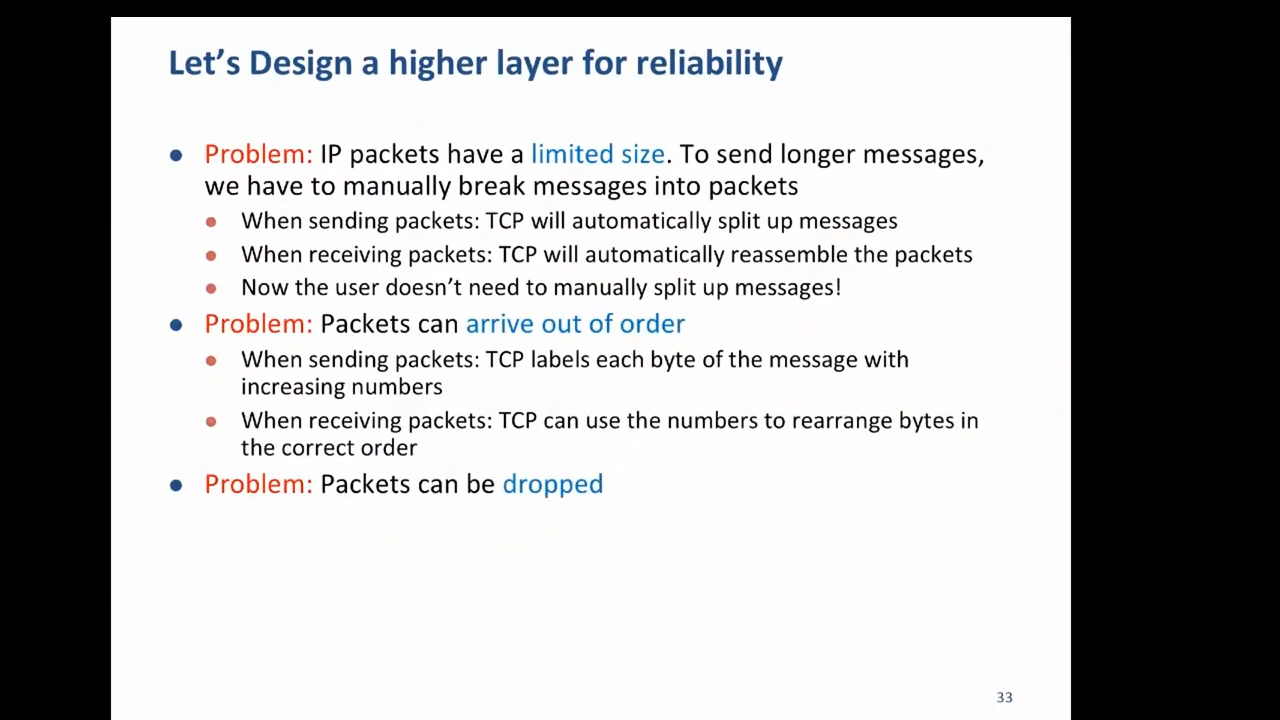 Let’s Design a higher layer for reliability
Problem: IP packets have a limited size. To send longer messages,
we have to manually break messages into packets
When sending packets: TCP will automatically split up messages
When receiving packets: TCP will automatically reassemble the packets
Now the user doesn’t need to manually split up messages!
Problem: Packets can arrive out of order
When sending packets: TCP labels each byte of the message with
increasing numbers
When receiving packets: TCP can use the numbers to rearrange bytes in
the correct order
Problem: Packets can be dropped
33